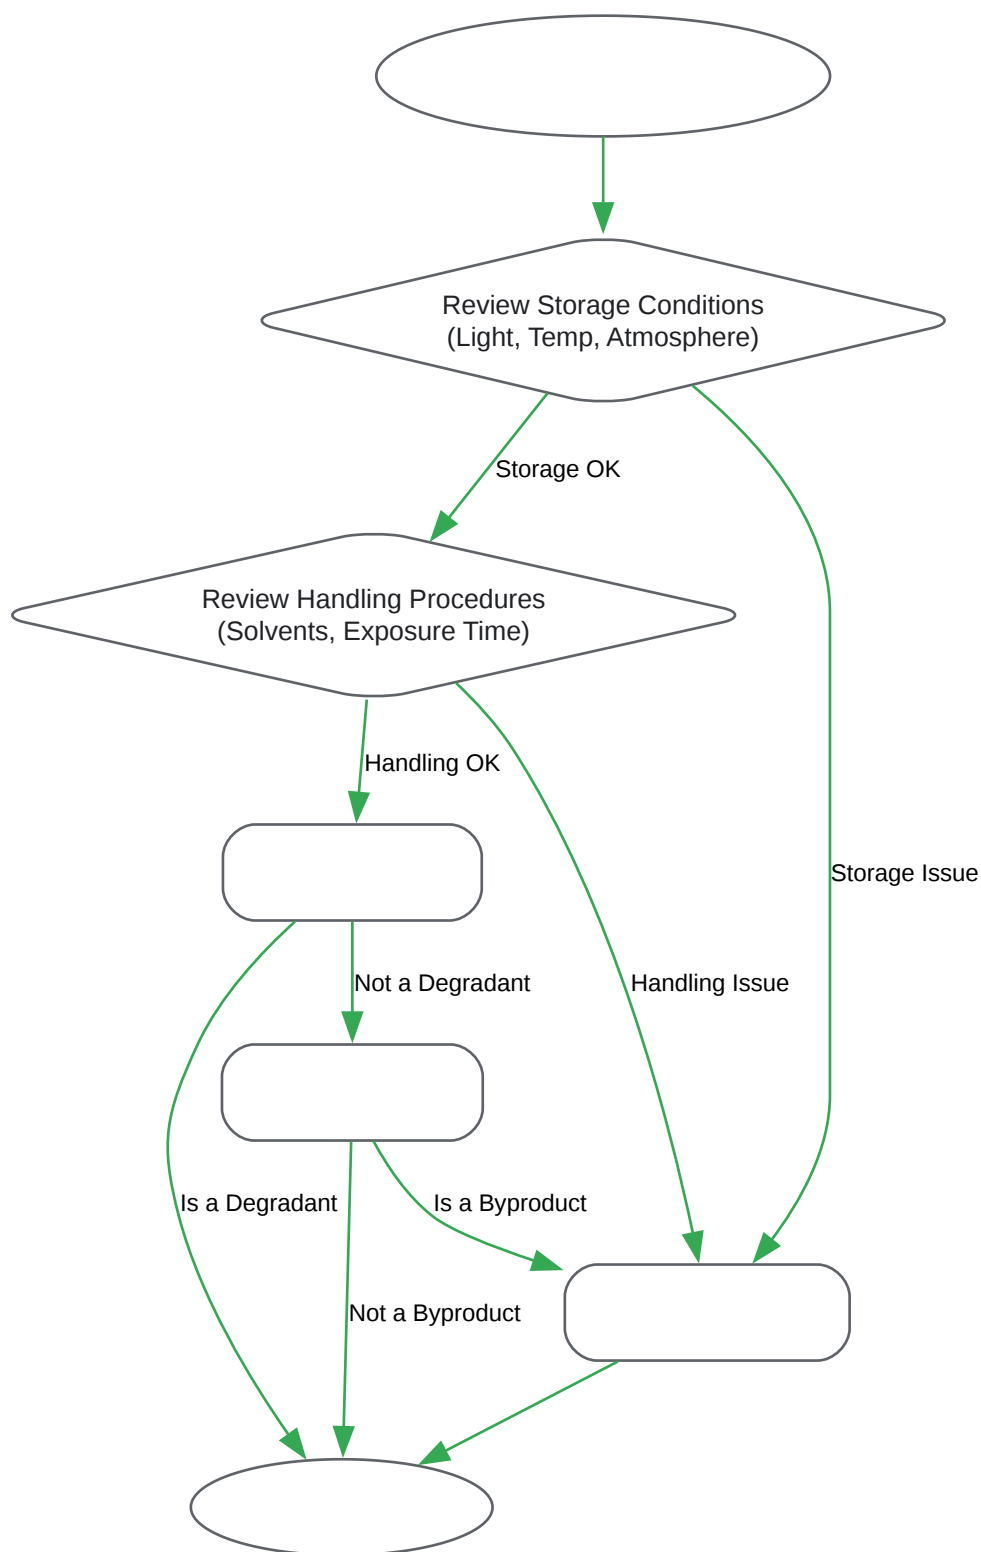 Review Storage Conditions
(Light, Temp, Atmosphere)
Storage OK
Review Handling Procedures
(Solvents, Exposure Time)
Handling OK
Storage Issue
Not a Degradant
Handling Issue
Is a Degradant
Is a Byproduct
Not a Byproduct